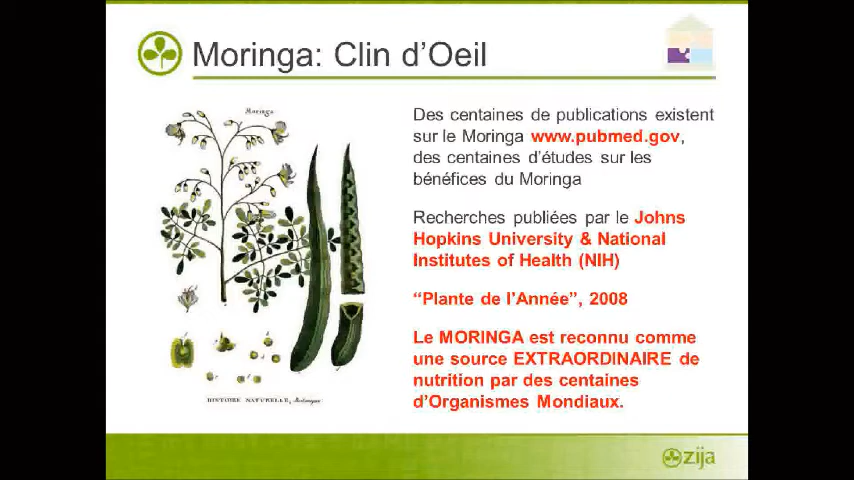 Moringa: Clin d'Oeil
Moringa
Des centaines de publications existent
sur le Moringa www.pubmed.gov,
des centaines d'études sur les
bénéfices du Moringa
Recherches publiées par le Johns
Hopkins University & National
Institutes of Health (NIH)
“Plante de l'Année”, 2008
Le MORINGA est reconnu comme
une source EXTRAORDINAIRE de
nutrition par des centaines
d'Organismes Mondiaux.
HISTOIRE NATURELLE,
zija